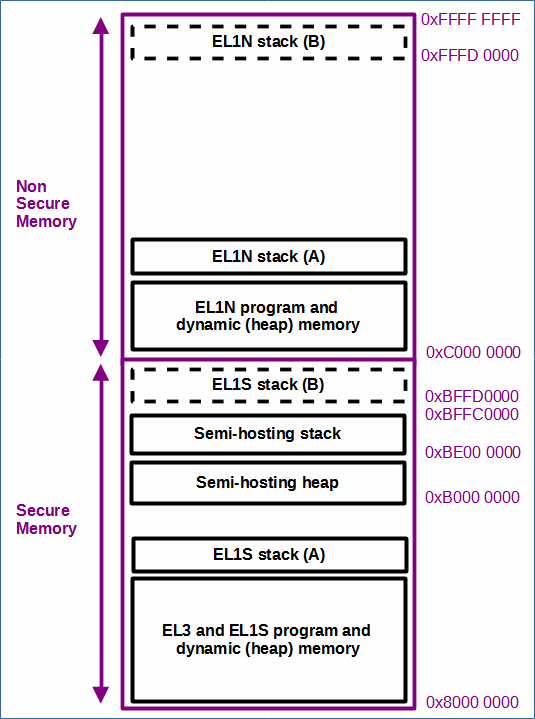 0xFFFF FFFF
EL1N stack (B)
0xFFFD 0000
Non
Secure
Memory
EL1N stack (A)
EL1N program and
dynamic (heap) memory
0xC000 0000
EL1S stack (B)
0xBFFD0000
0xBFFC0000
Semi-hosting stack
0xBE00 0000
Semi-hosting heap
0xB000 0000
Secure
Memory
EL1S stack (A)
EL3 and EL1S program and
dynamic (heap) memory
0x8000 0000